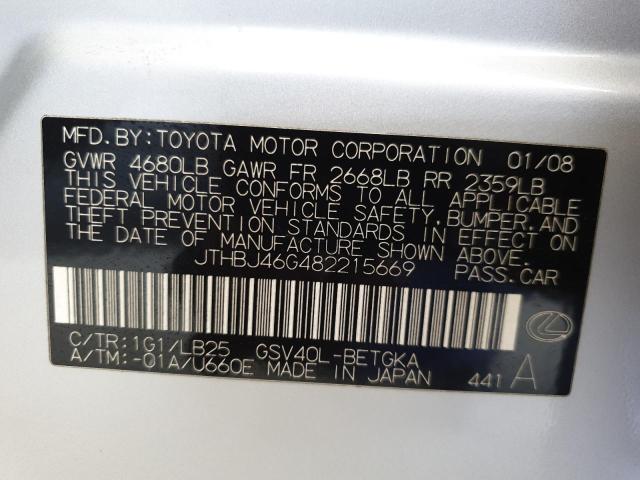 MFD. BY: TOYOTA MOTOR CORPORATION 01/08
GVWR 4680LB GAWR FR 2668LB RR 2359LB
THIS VEHICLE CONFORMS TO ALL APPLICABLE
FEDERAL MOTOR VEHICLE SAFETY, BUMPER, AND
THEFT PREVENTION STANDARDS IN EFFECT ON
THE DATE OF MANUFACTURE SHOWN ABOVE.
JTHBJ46G482215669 PASS. CAR
C/TR: 1G1/LB25 GSV40L-BETGKA
A/TM: -01A/U660E MADE IN JAPAN 441 A